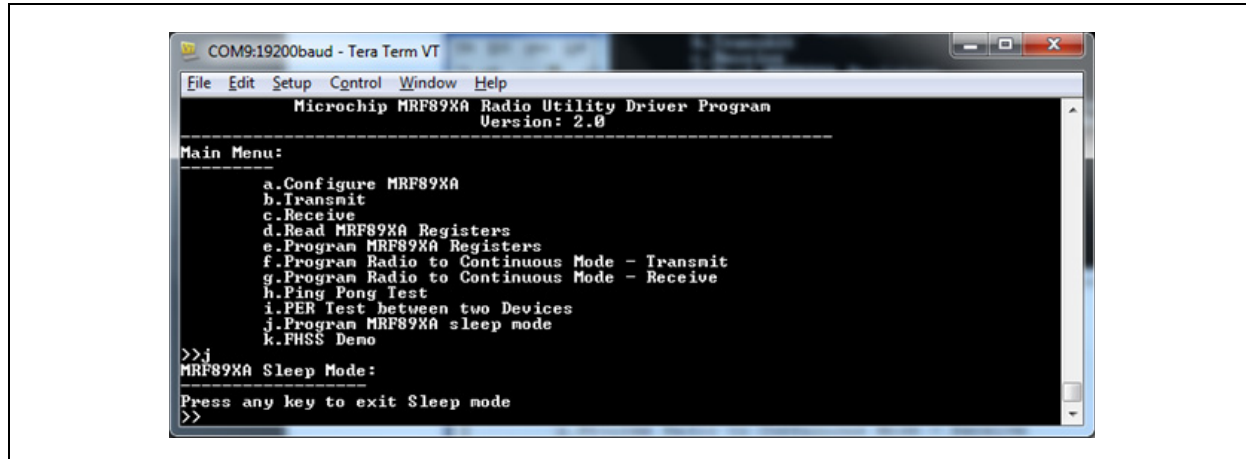 COM9:19200baud - Tera Term VT
File Edit Setup Control Window Help
Microchip MRF89XA Radio Utility Driver Program
Version: 2.0
Main Menu:
a.Configure MRF89XA
b.Transmit
c.Receive
d.Read MRF89XA Registers
e.Program MRF89XA Registers
f.Program Radio to Continuous Mode - Transmit
g.Program Radio to Continuous Mode - Receive
h.Ping Pong Test
i.PER Test between two Devices
j.Program MRF89XA sleep mode
k.FHSS Demo
>>j
MRF89XA Sleep Mode:
Press any key to exit Sleep mode
>>